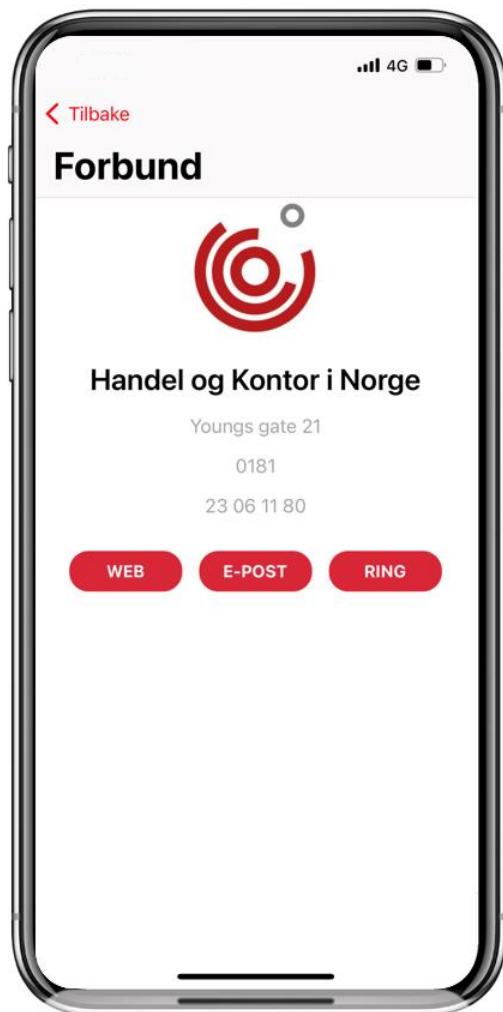 4G
Tilbake
Forbund
Handel og Kontor i Norge
Youngs gate 21
0181
23 06 11 80
WEB E-POST RING